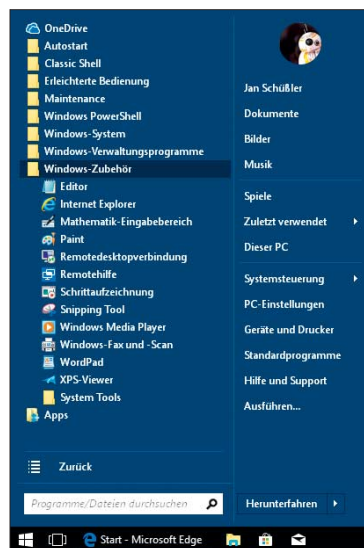 OneDrive
Autostart
Classic Shell
Erleichterte Bedienung
Maintenance
Windows PowerShell
Windows-System
Windows-Verwaltungsprogramme
Windows-Zubehör
Editor
Internet Explorer
Mathematik-Eingabebereich
Paint
Remotedesktopverbindung
Remotehilfe
Schrittaufzeichnung
Snipping Tool
Windows Media Player
Windows-Fax und -Scan
WordPad
XPS-Viewer
System Tools
Apps
Zurück
Programme/Dateien durchsuchen
Jan Schüßler
Dokumente
Bilder
Musik
Spiele
Zuletzt verwendet
Dieser PC
Systemsteuerung
PC-Einstellungen
Geräte und Drucker
Standardprogramme
Hilfe und Support
Ausführen...
Herunterfahren
Start - Microsoft Edge